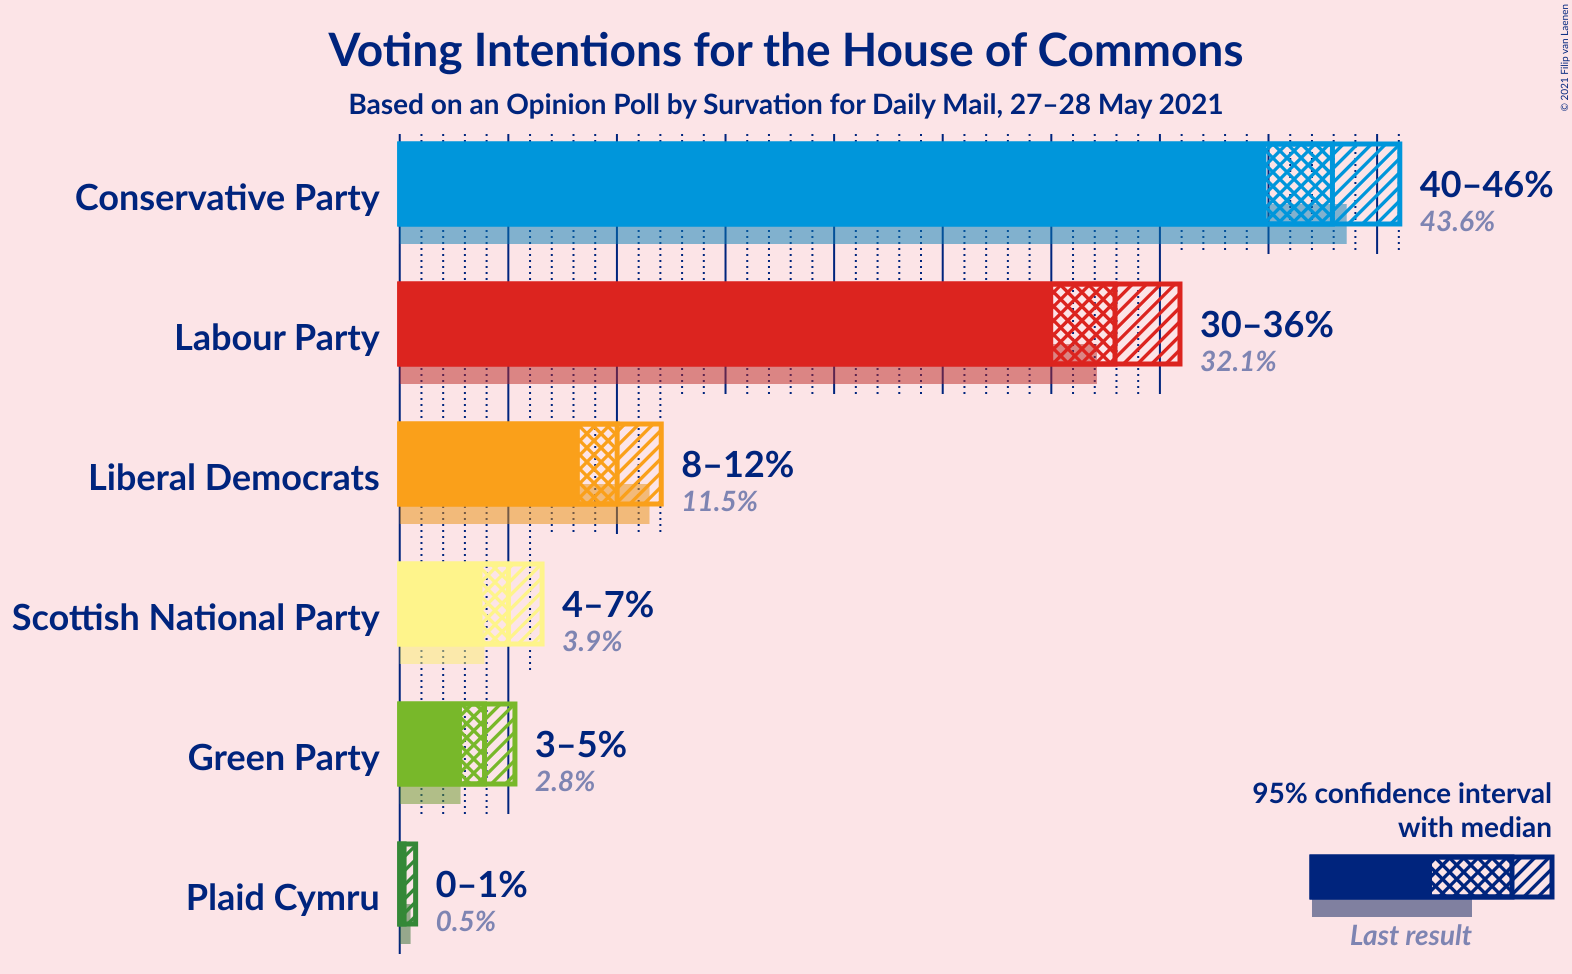 Voting Intentions for the House of Commons
Based on an Opinion Poll by Survation for Daily Mail, 27–28 May 2021
© 2021 Filip van Laenen
Conservative Party
40–46%
43.6%
Labour Party
30–36%
32.1%
Liberal Democrats
8–12%
11.5%
Scottish National Party
4–7%
3.9%
Green Party
3–5%
2.8%
Plaid Cymru
0–1%
0.5%
95% confidence interval
with median
Last result